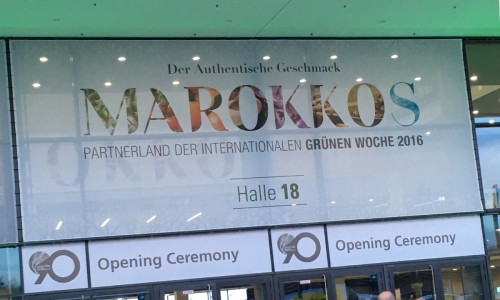 Der Authentische Geschmack
MAROKKOS
PARTNERLAND DER INTERNATIONALEN GRÜNEN WOCHE 2016
Halle 18
90 Opening Ceremony
90 Opening Ceremony